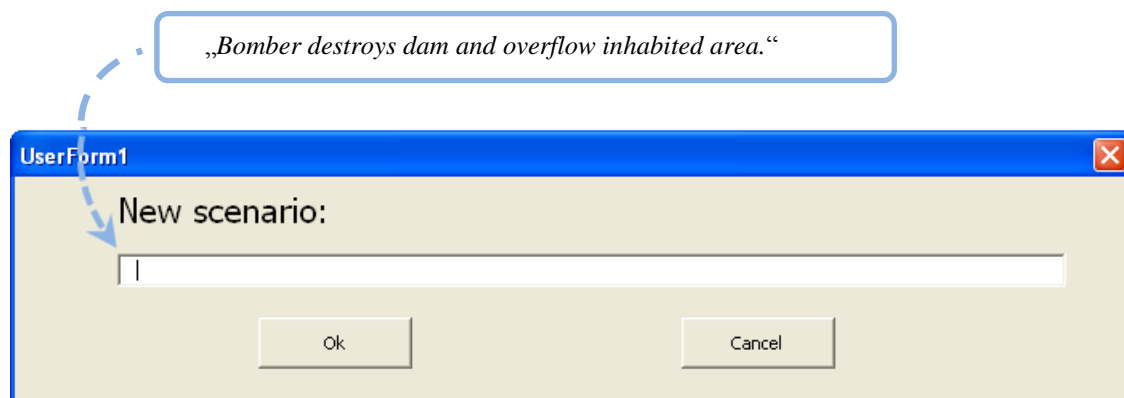 „Bomber destroys dam and overflow inhabited area.“
UserForm1
New scenario:
Ok
Cancel